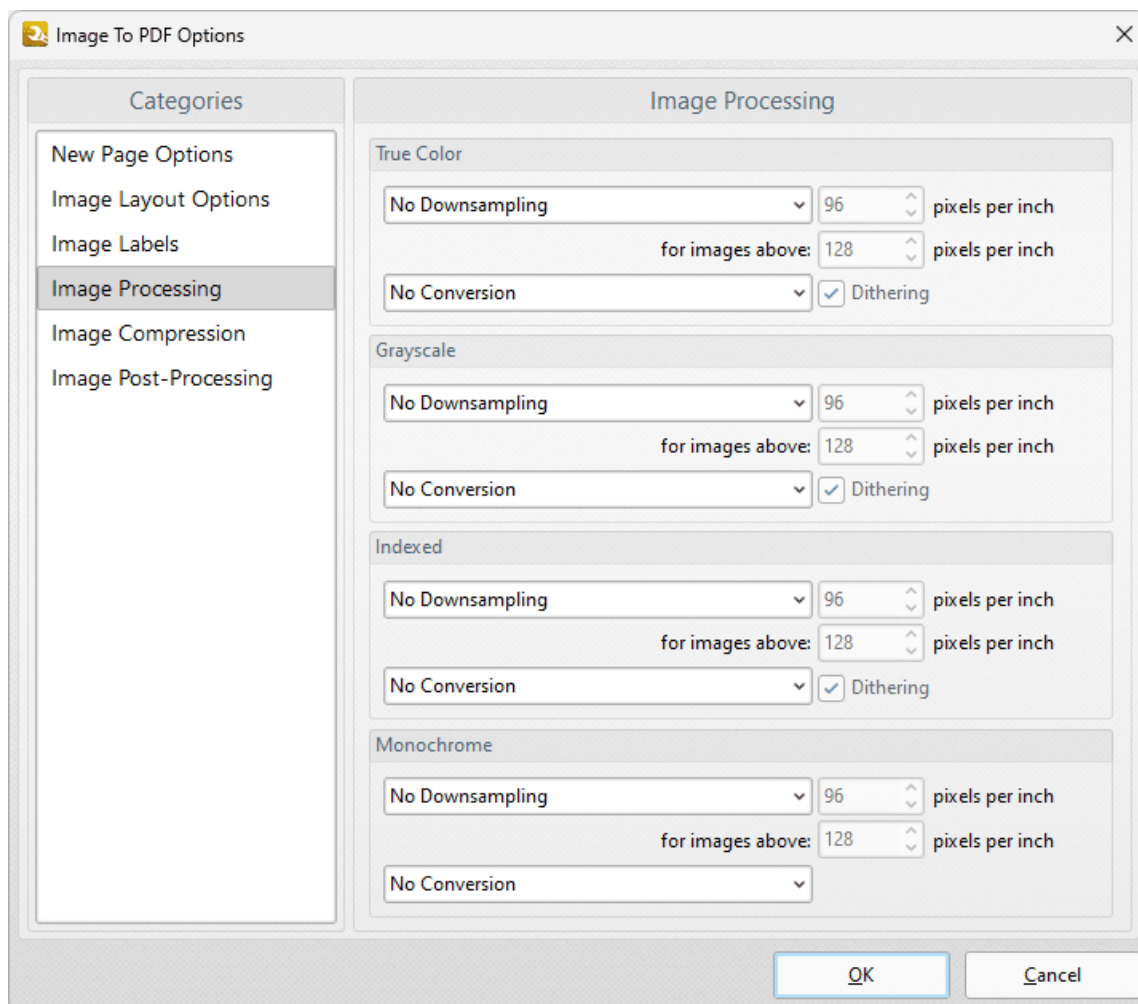 Image To PDF Options
Categories
New Page Options
Image Layout Options
Image Labels
Image Processing
Image Compression
Image Post-Processing
Image Processing
True Color
No Downsampling 96 pixels per inch
for images above: 128 pixels per inch
No Conversion Dithering
Grayscale
No Downsampling 96 pixels per inch
for images above: 128 pixels per inch
No Conversion Dithering
Indexed
No Downsampling 96 pixels per inch
for images above: 128 pixels per inch
No Conversion Dithering
Monochrome
No Downsampling 96 pixels per inch
for images above: 128 pixels per inch
No Conversion
OK Cancel